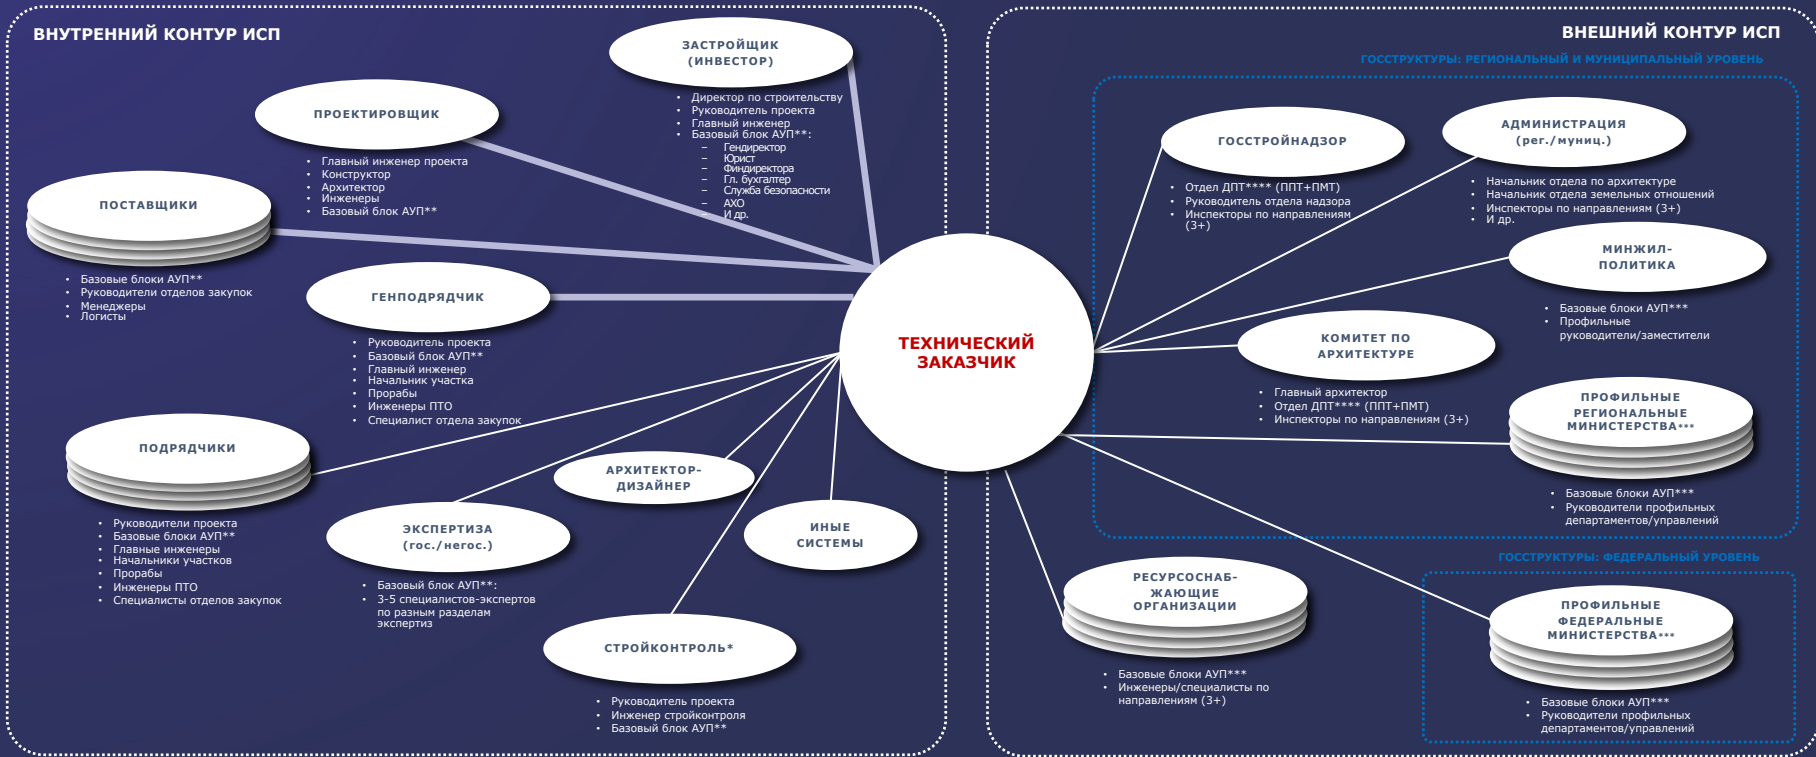 ВНУТРЕННИЙ КОНТУР ИСП
ЗАСТРОЙЩИК
(ИНВЕСТОР)
• Директор по строительству
• Руководитель проекта
• Главный инженер
• Базовый блок АУП**:
– Гендиректор
– Юрист
– Финдиректора
– Гл. бухгалтер
– Служба безопасности
– АХО
– И др.
ПРОЕКТИРОВЩИК
• Главный инженер проекта
• Конструктор
• Архитектор
• Инженеры
• Базовый блок АУП**
ПОСТАВЩИКИ
• Базовые блоки АУП**
• Руководители отделов закупок
• Менеджеры
• Логисты
ГЕНПОДРЯДЧИК
• Руководитель проекта
• Базовый блок АУП**
• Главный инженер
• Начальник участка
• Прорабы
• Инженеры ПТО
• Специалист отдела закупок
ПОДРЯДЧИКИ
• Руководители проекта
• Базовые блоки АУП**
• Главные инженеры
• Начальники участков
• Прорабы
• Инженеры ПТО
• Специалисты отделов закупок
АРХИТЕКТОР-
ДИЗАЙНЕР
ЭКСПЕРТИЗА
(гос./негос.)
• Базовый блок АУП**:
• 3-5 специалистов-экспертов
по разным разделам
экспертиз
ИНЫЕ
СИСТЕМЫ
СТРОЙКОНТРОЛЬ*
• Руководитель проекта
• Инженер стройконтроля
• Базовый блок АУП**
ТЕХНИЧЕСКИЙ
ЗАКАЗЧИК
ВНЕШНИЙ КОНТУР ИСП
ГОССТРУКТУРЫ: РЕГИОНАЛЬНЫЙ И МУНИЦИПАЛЬНЫЙ УРОВЕНЬ
ГОССТРОЙНАДЗОР
• Отдел ДПТ**** (ППТ+ПМТ)
• Руководитель отдела надзора
• Инспекторы по направлениям
(3+)
АДМИНИСТРАЦИЯ
(рег./муниц.)
• Начальник отдела по архитектуре
• Начальник отдела земельных отношений
• Инспекторы по направлениям (3+)
• И др.
МИНЖИЛ-
ПОЛИТИКА
• Базовые блоки АУП***
• Профильные
руководители/заместители
КОМИТЕТ ПО
АРХИТЕКТУРЕ
• Главный архитектор
• Отдел ДПТ**** (ППТ+ПМТ)
• Инспекторы по направлениям (3+)
ПРОФИЛЬНЫЕ
РЕГИОНАЛЬНЫЕ
МИНИСТЕРСТВА***
• Базовые блоки АУП***
• Руководители профильных
департаментов/управлений
РЕСУРСОСНАБ-
ЖАЮЩИЕ
ОРГАНИЗАЦИИ
• Базовые блоки АУП***
• Инженеры/специалисты по
направлениям (3+)
ГОССТРУКТУРЫ: ФЕДЕРАЛЬНЫЙ УРОВЕНЬ
ПРОФИЛЬНЫЕ
ФЕДЕРАЛЬНЫЕ
МИНИСТЕРСТВА***
• Базовые блоки АУП***
• Руководители профильных
департаментов/управлений